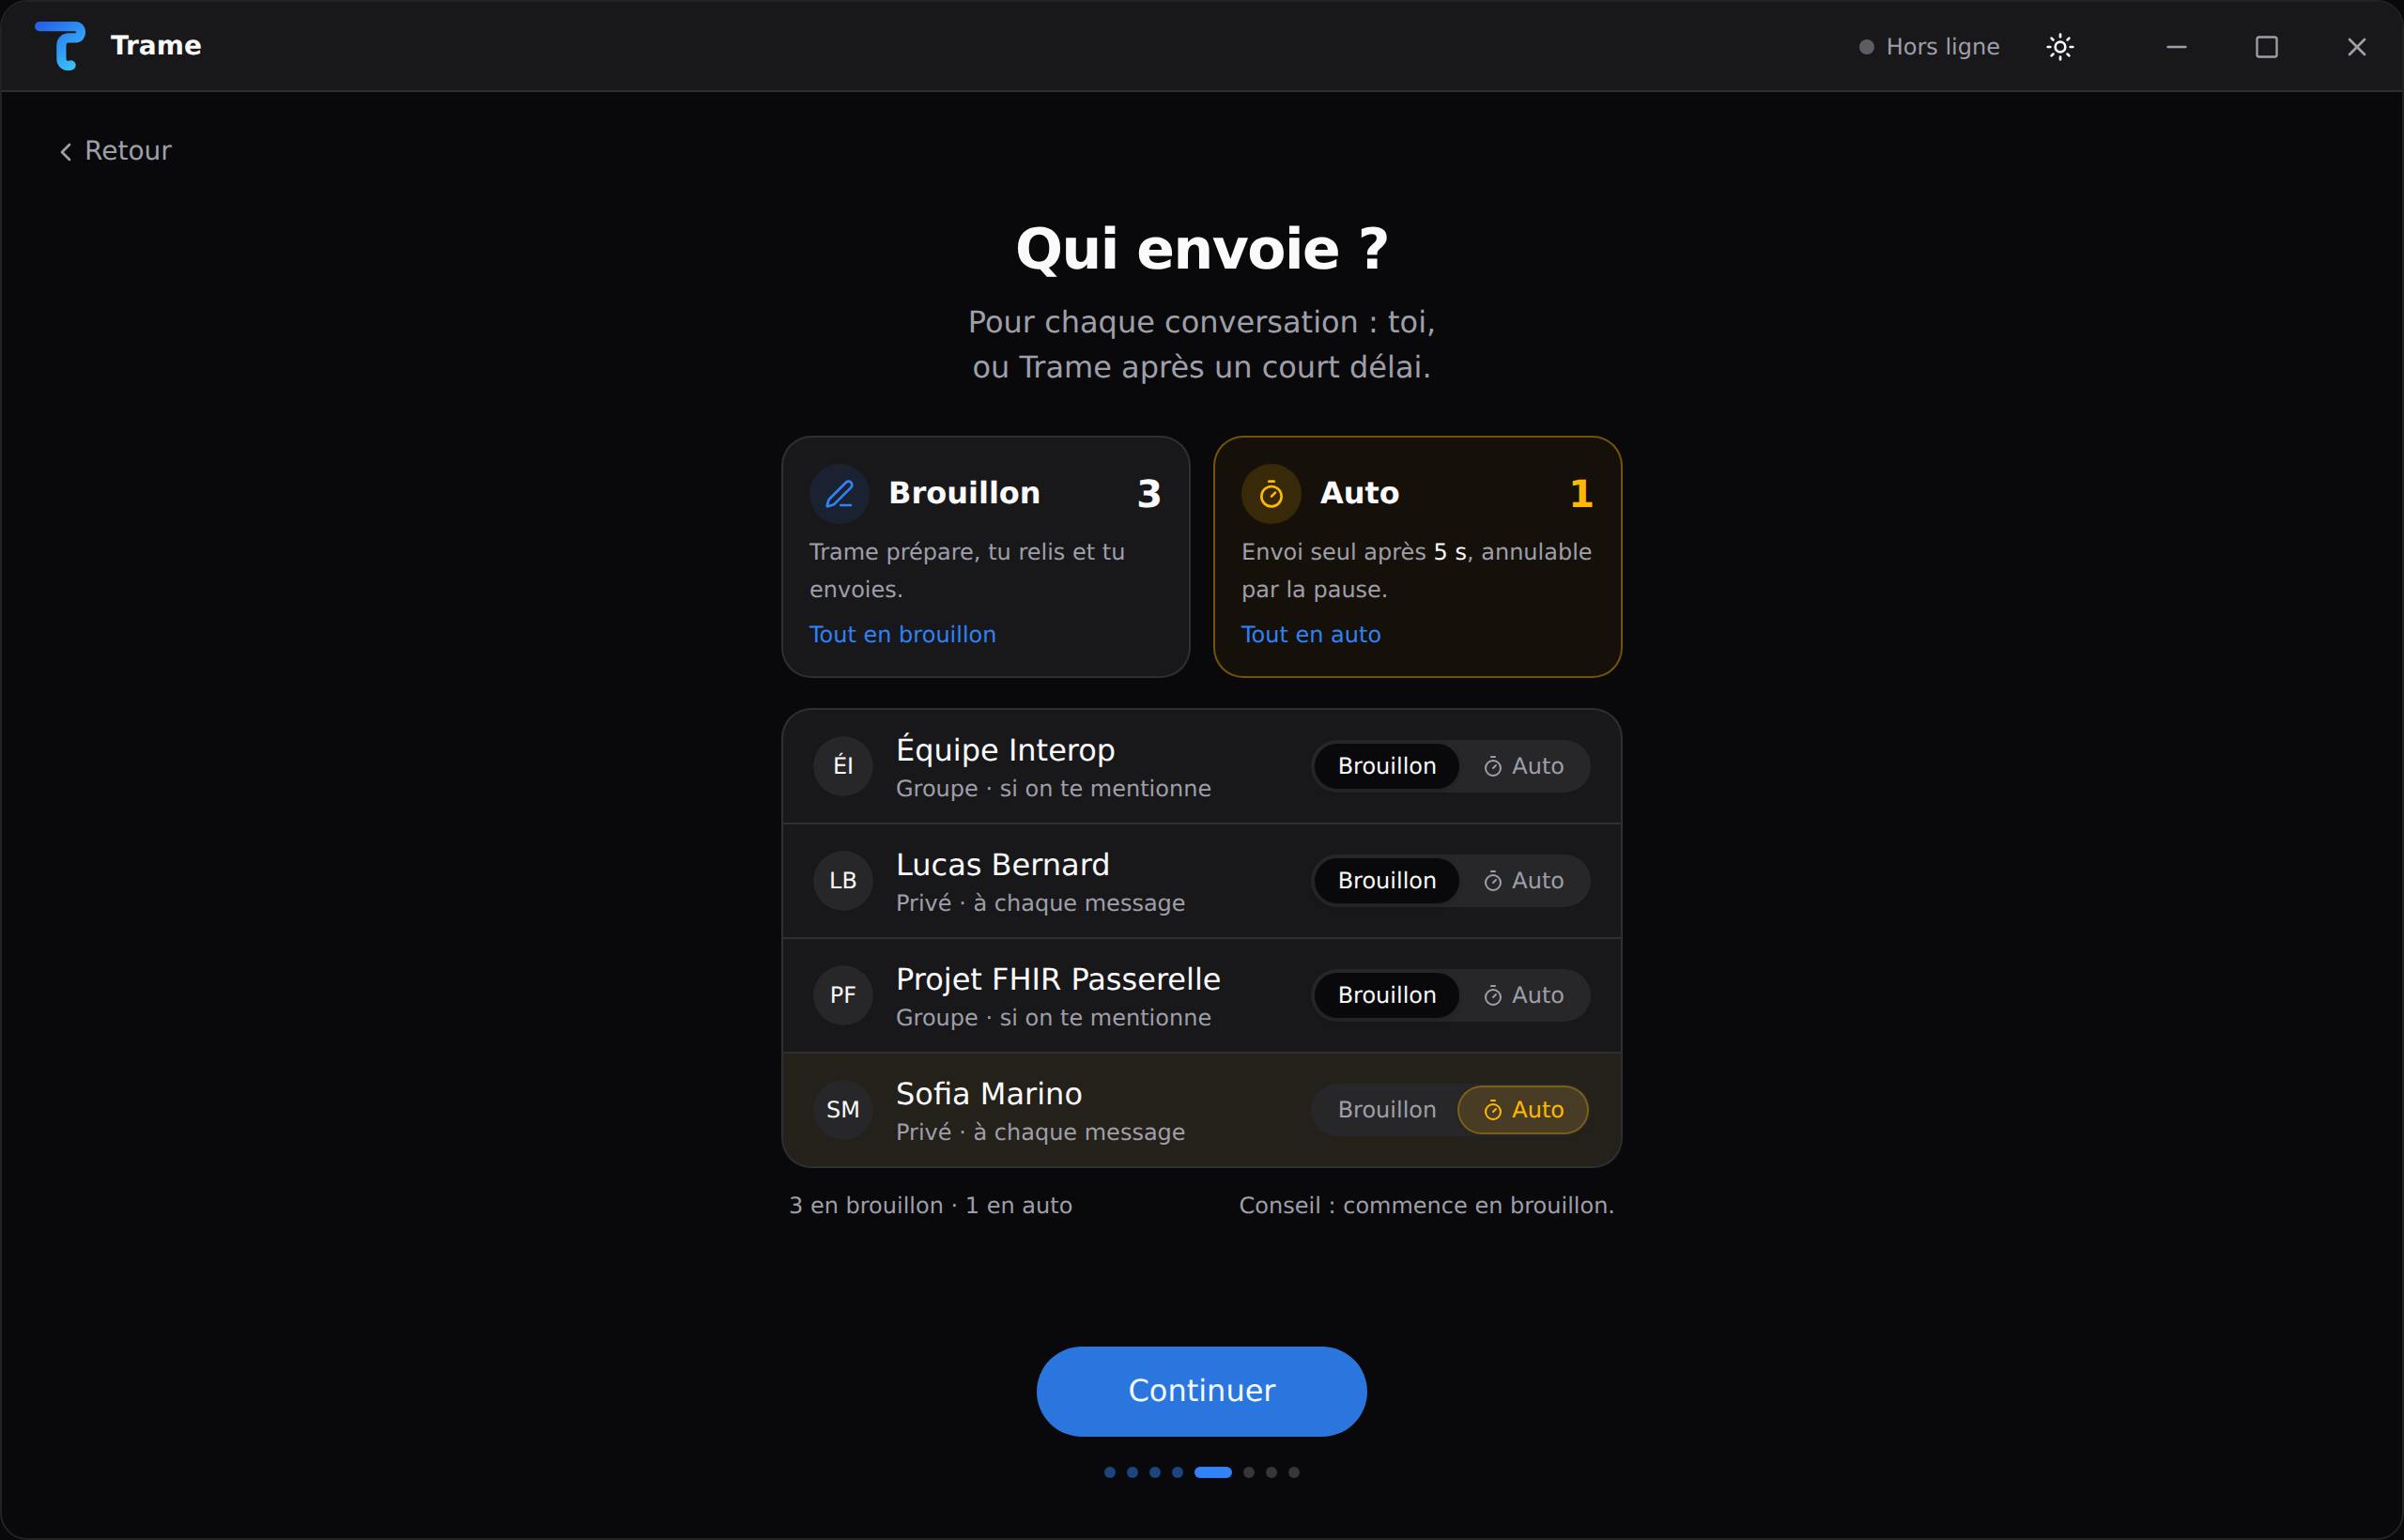 Trame
Hors ligne
Retour
Qui envoie ?
Pour chaque conversation : toi,
ou Trame après un court délai.
Brouillon
3
Trame prépare, tu relis et tu
envoies.
Tout en brouillon
Auto
1
Envoi seul après 5 s, annulable
par la pause.
Tout en auto
ÉI
Équipe Interop
Groupe · si on te mentionne
Brouillon
Auto
LB
Lucas Bernard
Privé · à chaque message
Brouillon
Auto
PF
Projet FHIR Passerelle
Groupe · si on te mentionne
Brouillon
Auto
SM
Sofia Marino
Privé · à chaque message
Brouillon
Auto
3 en brouillon · 1 en auto
Conseil : commence en brouillon.
Continuer